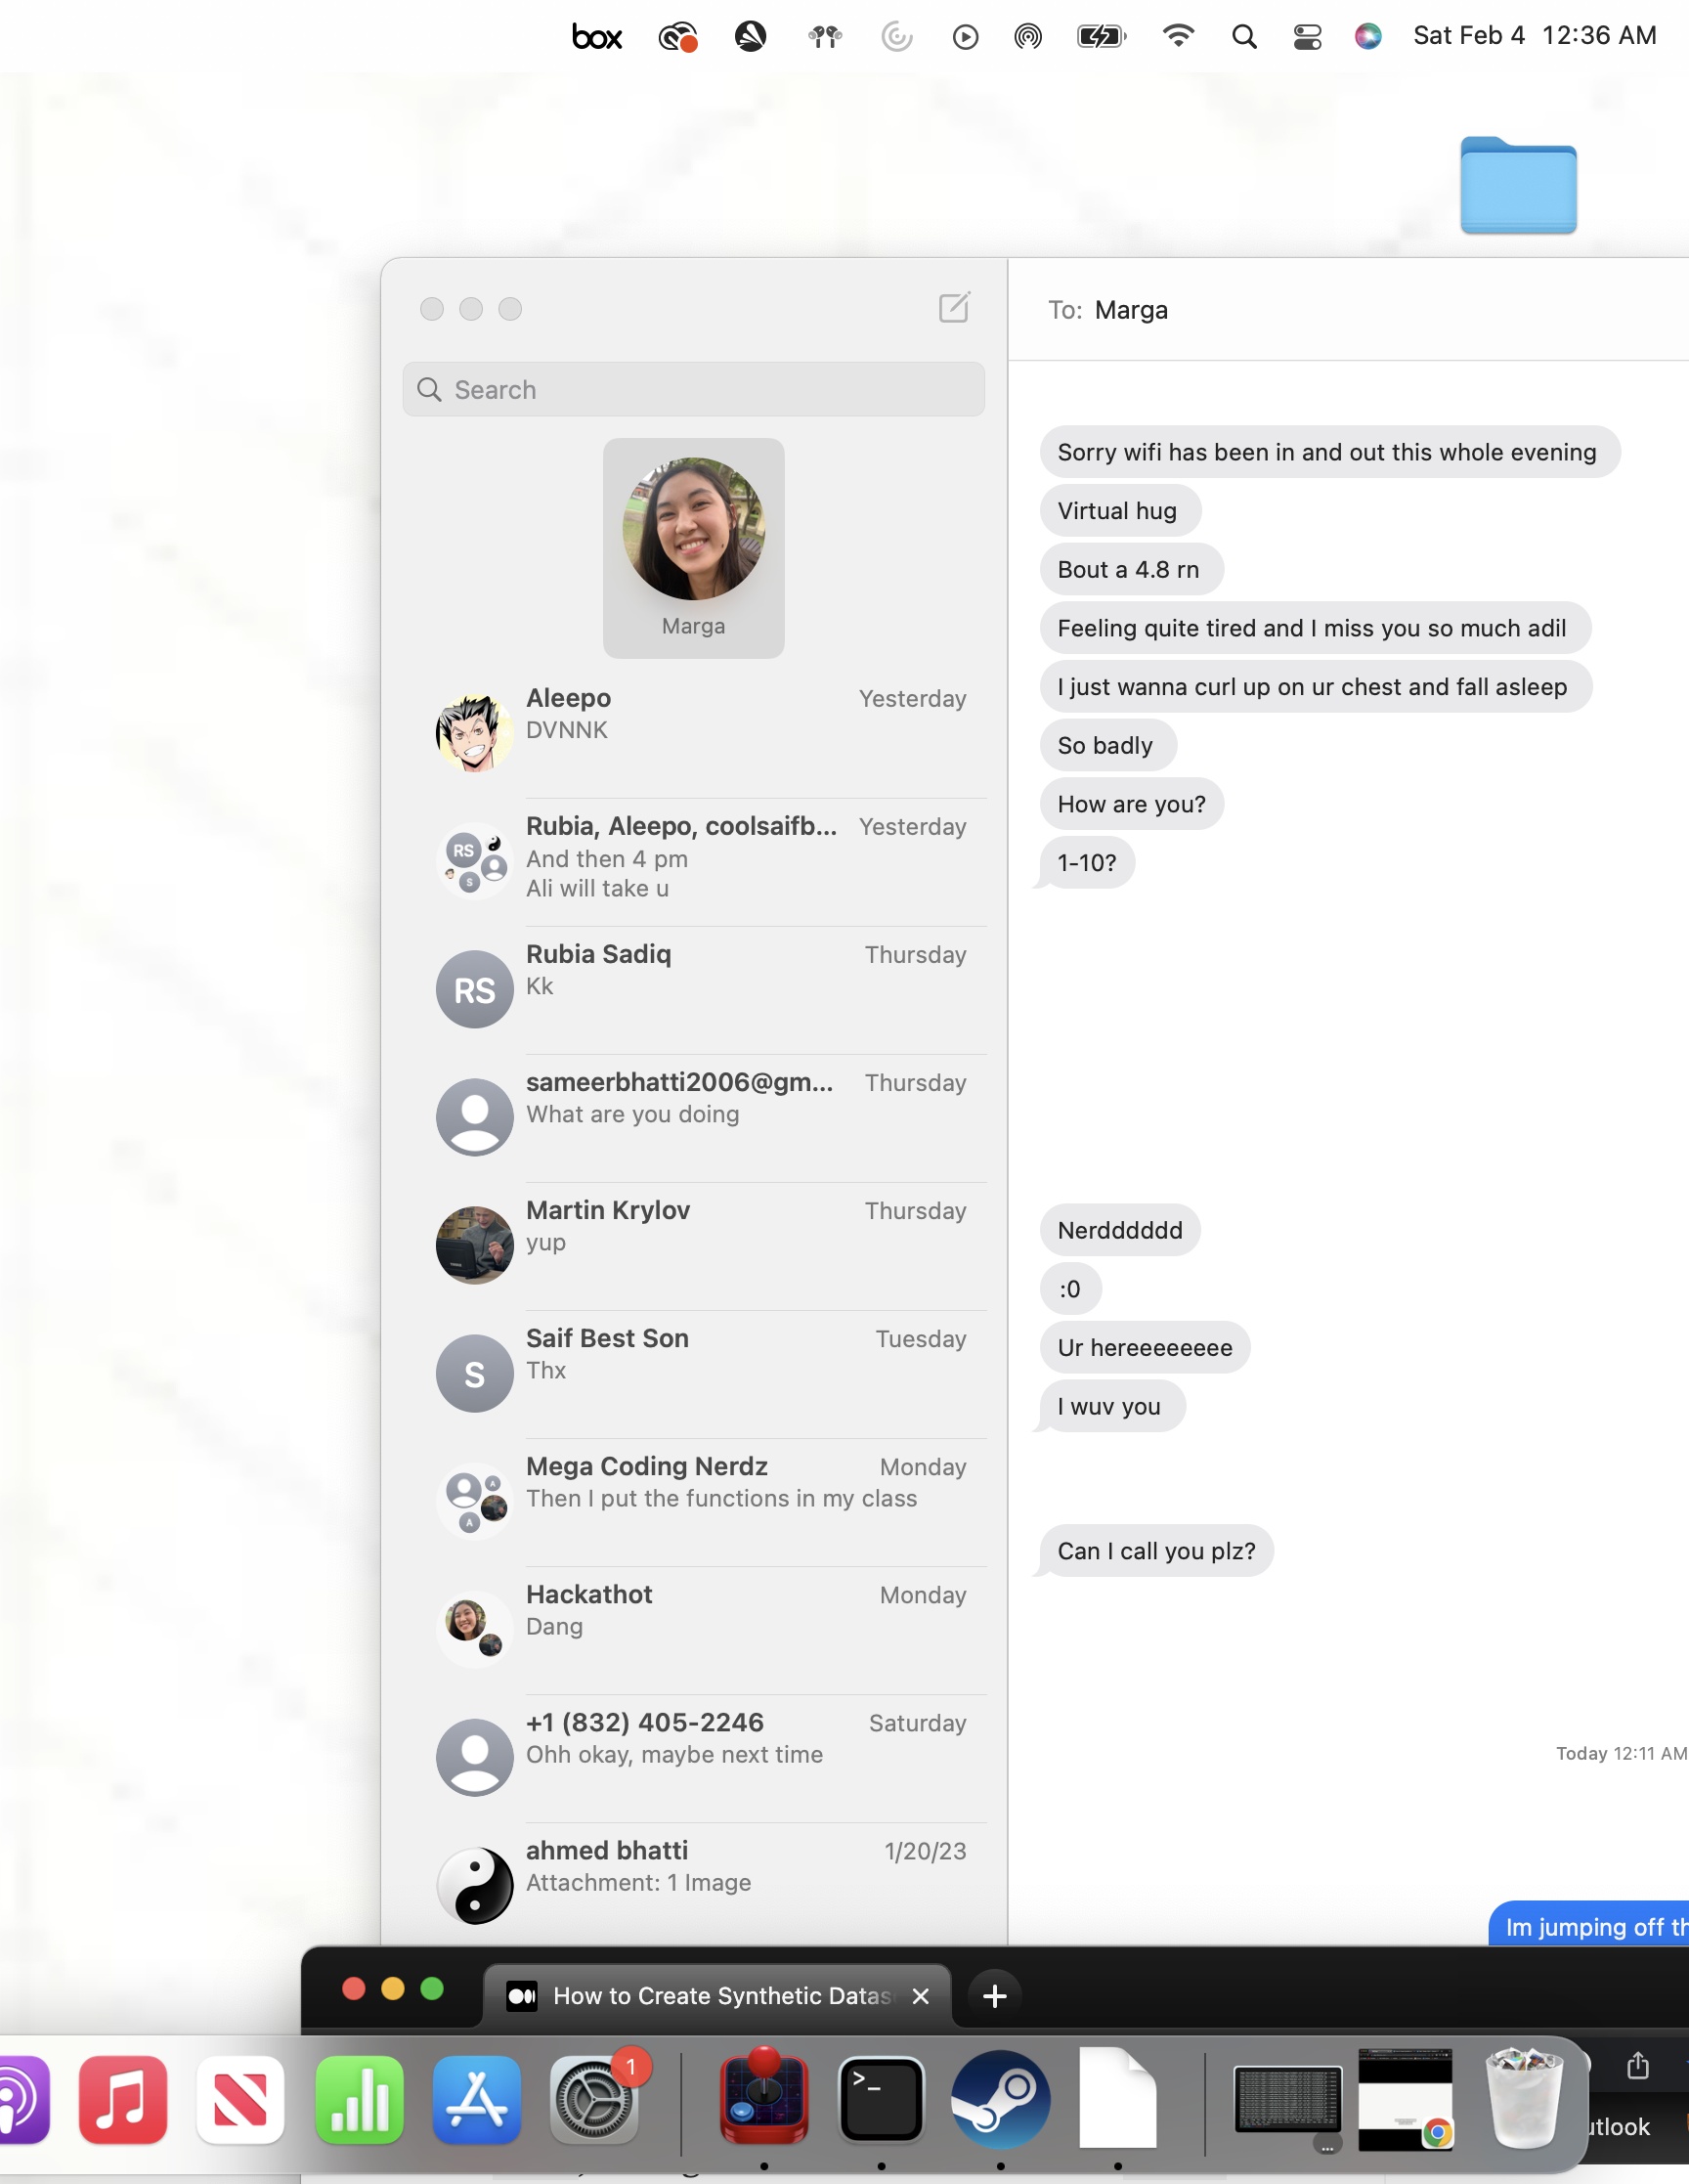 box
Sat Feb 4 12:36 AM
Search
Marga
Aleepo Yesterday
DVNNK
Rubia, Aleepo, coolsaifb... Yesterday
And then 4 pm
Ali will take u
RS
S
Rubia Sadiq Thursday
Kk
RS
sameerbhatti2006@gm... Thursday
What are you doing
Martin Krylov Thursday
yup
Saif Best Son Tuesday
Thx
S
Mega Coding Nerdz Monday
Then I put the functions in my class
A
A
Hackathot Monday
Dang
+1 (832) 405-2246 Saturday
Ohh okay, maybe next time
ahmed bhatti 1/20/23
Attachment: 1 Image
To: Marga
Sorry wifi has been in and out this whole evening
Virtual hug
Bout a 4.8 rn
Feeling quite tired and I miss you so much adil
I just wanna curl up on ur chest and fall asleep
So badly
How are you?
1-10?
Nerdddddd
:0
Ur hereeeeeeee
I wuv you
Can I call you plz?
Today 12:11 AM
Im jumping off th
How to Create Synthetic Datas
1
>_
...
utlook